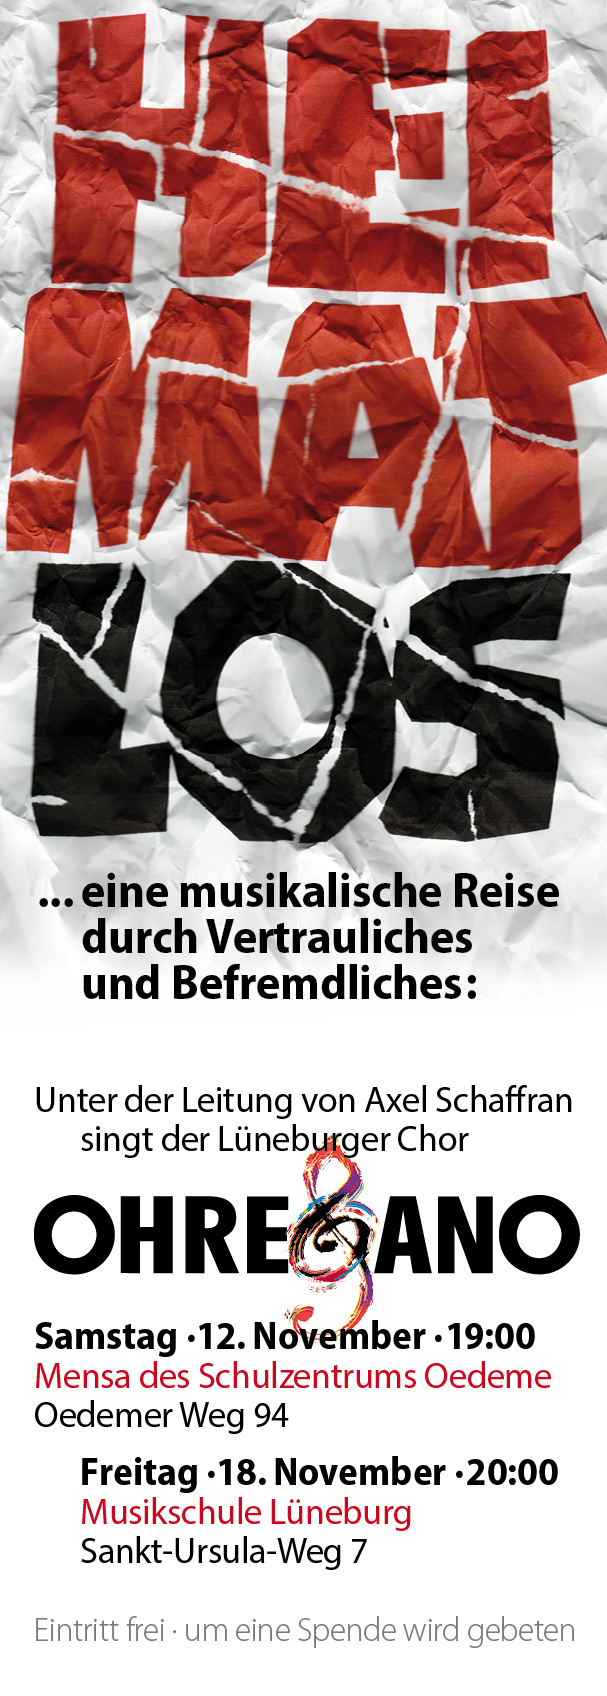 HEI
MAT
LOS
... eine musikalische Reise
durch Vertrauliches
und Befremdliches:
Unter der Leitung von Axel Schaffran
singt der Lüneburger Chor
OHREGANO
Samstag · 12. November · 19:00
Mensa des Schulzentrums Oedeme
Oedemer Weg 94
Freitag · 18. November · 20:00
Musikschule Lüneburg
Sankt-Ursula-Weg 7
Eintritt frei · um eine Spende wird gebeten